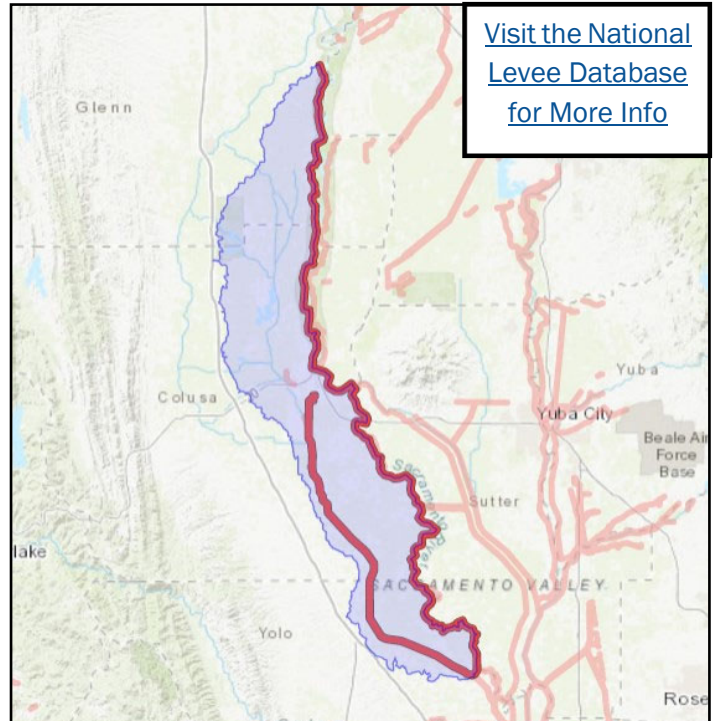 Visit the National
Levee Database
for More Info
Glenn
Colusa
Yuba
Yuba City
Beale Air
Force
Base
Sacramento River
Sutter
lake
SACRAMENTO VALLEY
Yolo
Rose